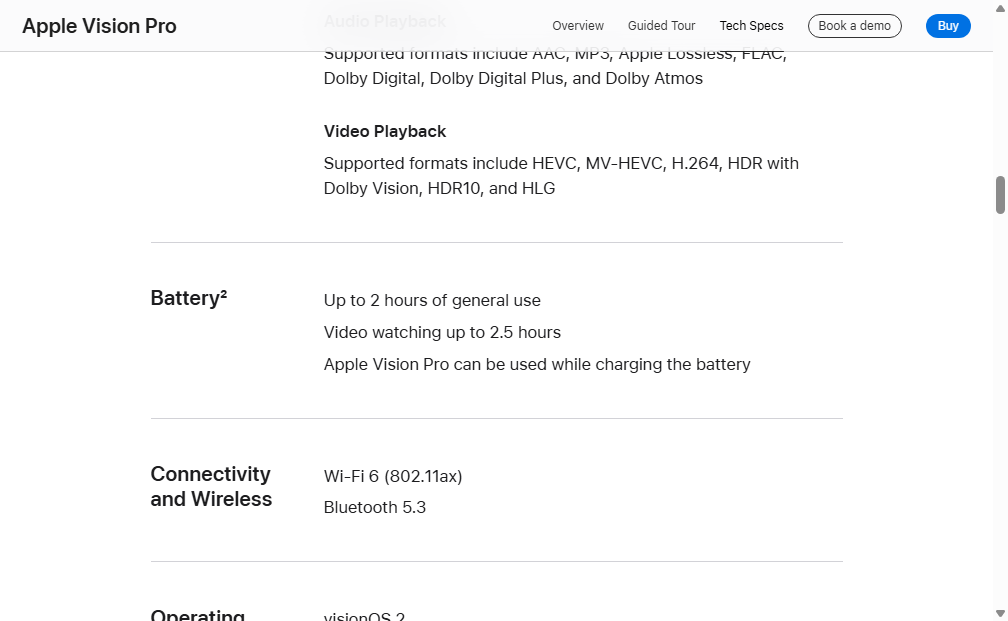 Apple Vision Pro
Overview
Guided Tour
Tech Specs
Book a demo
Buy
Audio Playback
Supported formats include AAC, MP3, Apple Lossless, FLAC,
Dolby Digital, Dolby Digital Plus, and Dolby Atmos
Video Playback
Supported formats include HEVC, MV-HEVC, H.264, HDR with
Dolby Vision, HDR10, and HLG
Battery²
Up to 2 hours of general use
Video watching up to 2.5 hours
Apple Vision Pro can be used while charging the battery
Connectivity
and Wireless
Wi-Fi 6 (802.11ax)
Bluetooth 5.3
Operating
visionOS 2